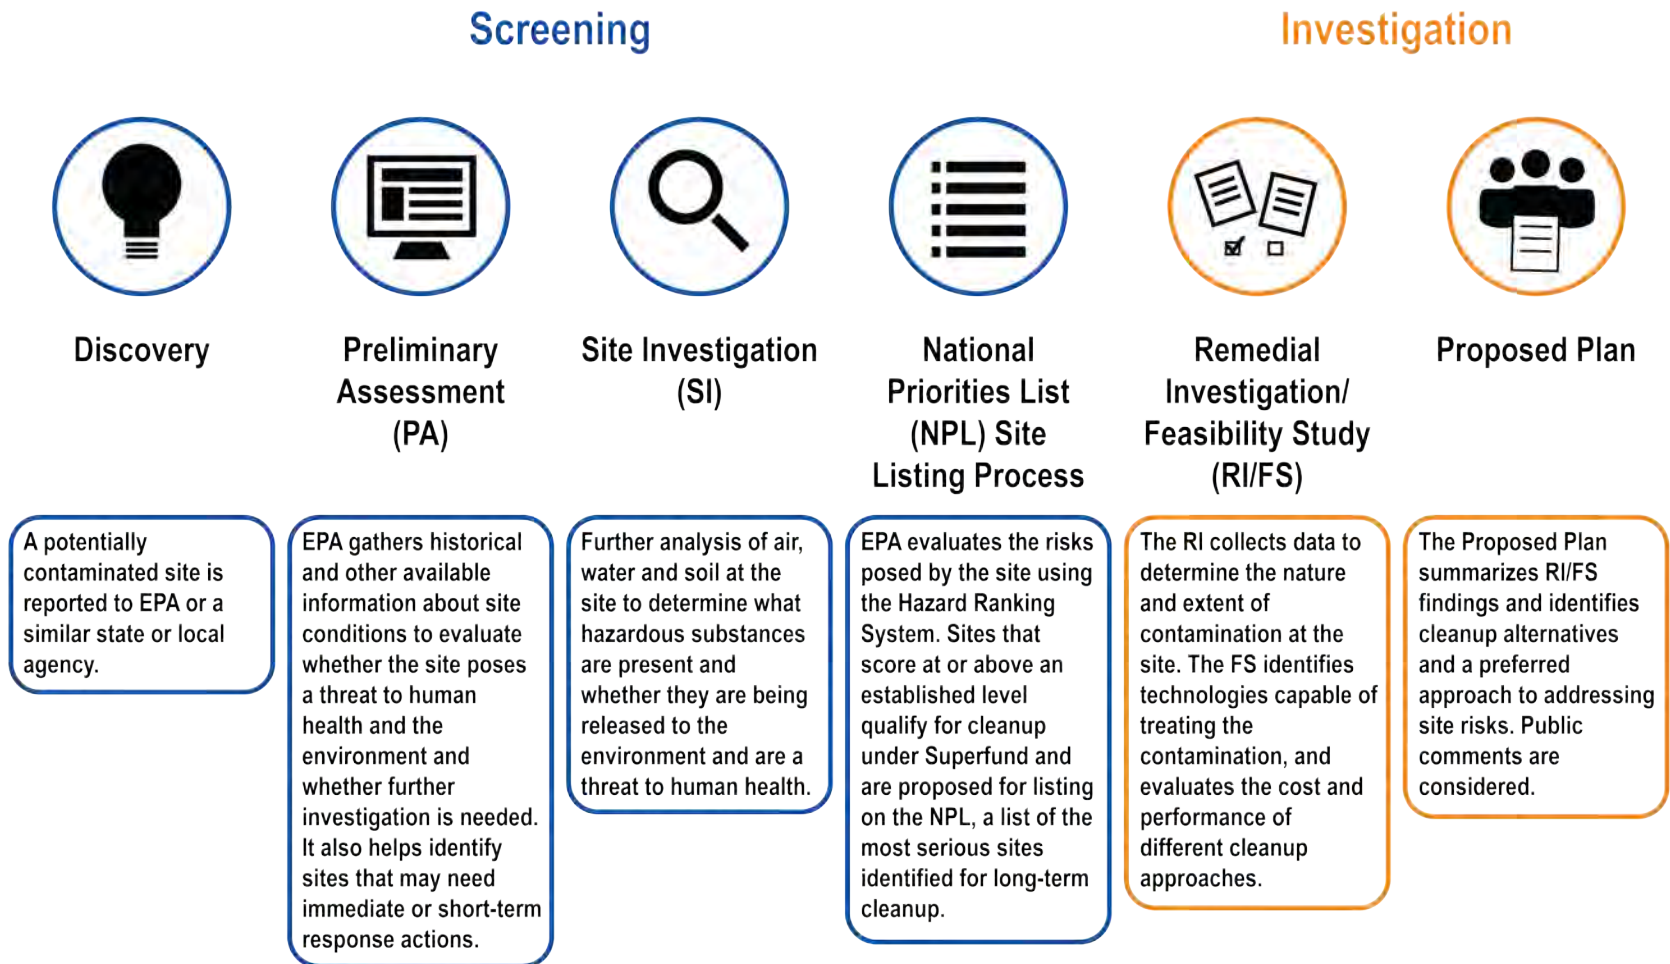 Screening
Investigation
Discovery
Preliminary
Assessment
(PA)
Site Investigation
(SI)
National
Priorities List
(NPL) Site
Listing Process
Remedial
Investigation/
Feasibility Study
(RI/FS)
Proposed Plan
A potentially
contaminated site is
reported to EPA or a
similar state or local
agency.
EPA gathers historical
and other available
information about site
conditions to evaluate
whether the site poses
a threat to human
health and the
environment and
whether further
investigation is needed.
It also helps identify
sites that may need
immediate or short-term
response actions.
Further analysis of air,
water and soil at the
site to determine what
hazardous substances
are present and
whether they are being
released to the
environment and are a
threat to human health.
EPA evaluates the risks
posed by the site using
the Hazard Ranking
System. Sites that
score at or above an
established level
qualify for cleanup
under Superfund and
are proposed for listing
on the NPL, a list of the
most serious sites
identified for long-term
cleanup.
The RI collects data to
determine the nature
and extent of
contamination at the
site. The FS identifies
technologies capable of
treating the
contamination, and
evaluates the cost and
performance of
different cleanup
approaches.
The Proposed Plan
summarizes RI/FS
findings and identifies
cleanup alternatives
and a preferred
approach to addressing
site risks. Public
comments are
considered.